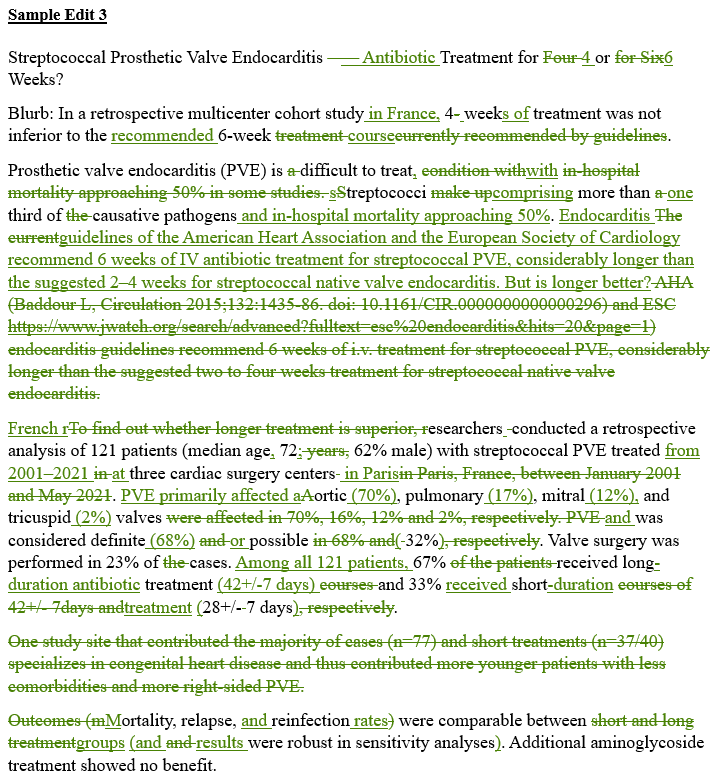 Sample Edit 3
Streptococcal Prosthetic Valve Endocarditis —— Antibiotic Treatment for Four 4 or for Six6
Weeks?
Blurb: In a retrospective multicenter cohort study in France, 4- weeks of treatment was not
inferior to the recommended 6-week treatment coursecurrently recommended by guidelines.
Prosthetic valve endocarditis (PVE) is a difficult to treat, condition withwith in-hospital
mortality approaching 50% in some studies. sStreptococci make upcomprising more than a one
third of the causative pathogens and in-hospital mortality approaching 50%. Endocarditis The
currentguidelines of the American Heart Association and the European Society of Cardiology
recommend 6 weeks of IV antibiotic treatment for streptococcal PVE, considerably longer than
the suggested 2–4 weeks for streptococcal native valve endocarditis. But is longer better? AHA
(Baddour L, Circulation 2015;132:1435-86. doi: 10.1161/CIR.0000000000000296) and ESC
https://www.jwatch.org/search/advanced?fulltext=esc%20endocarditis&hits=20&page=1)
endocarditis guidelines recommend 6 weeks of i.v. treatment for streptococcal PVE, considerably
longer than the suggested two to four weeks treatment for streptococcal native valve
endocarditis.
French rTo find out whether longer treatment is superior, researchers -conducted a retrospective
analysis of 121 patients (median age, 72; years, 62% male) with streptococcal PVE treated from
2001–2021 in at three cardiac surgery centers- in Parisin Paris, France, between January 2001
and May 2021. PVE primarily affected aAortic (70%), pulmonary (17%), mitral (12%), and
tricuspid (2%) valves were affected in 70%, 16%, 12% and 2%, respectively. PVE and was
considered definite (68%) and or possible in 68% and(-32%), respectively. Valve surgery was
performed in 23% of the cases. Among all 121 patients, 67% of the patients received long-
duration antibiotic treatment (42+/-7 days) courses and 33% received short-duration courses of
42+/- 7days andtreatment (28+/--7 days), respectively.
One study site that contributed the majority of cases (n=77) and short treatments (n=37/40)
specializes in congenital heart disease and thus contributed more younger patients with less
comorbidities and more right-sided PVE.
Outcomes (mMortality, relapse, and reinfection rates) were comparable between short and long
treatmentgroups (and and results were robust in sensitivity analyses). Additional aminoglycoside
treatment showed no benefit.